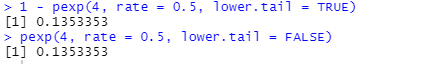 > 1 - pexp(4, rate = 0.5, lower.tail = TRUE)
[1] 0.1353353
> pexp(4, rate = 0.5, lower.tail = FALSE)
[1] 0.1353353